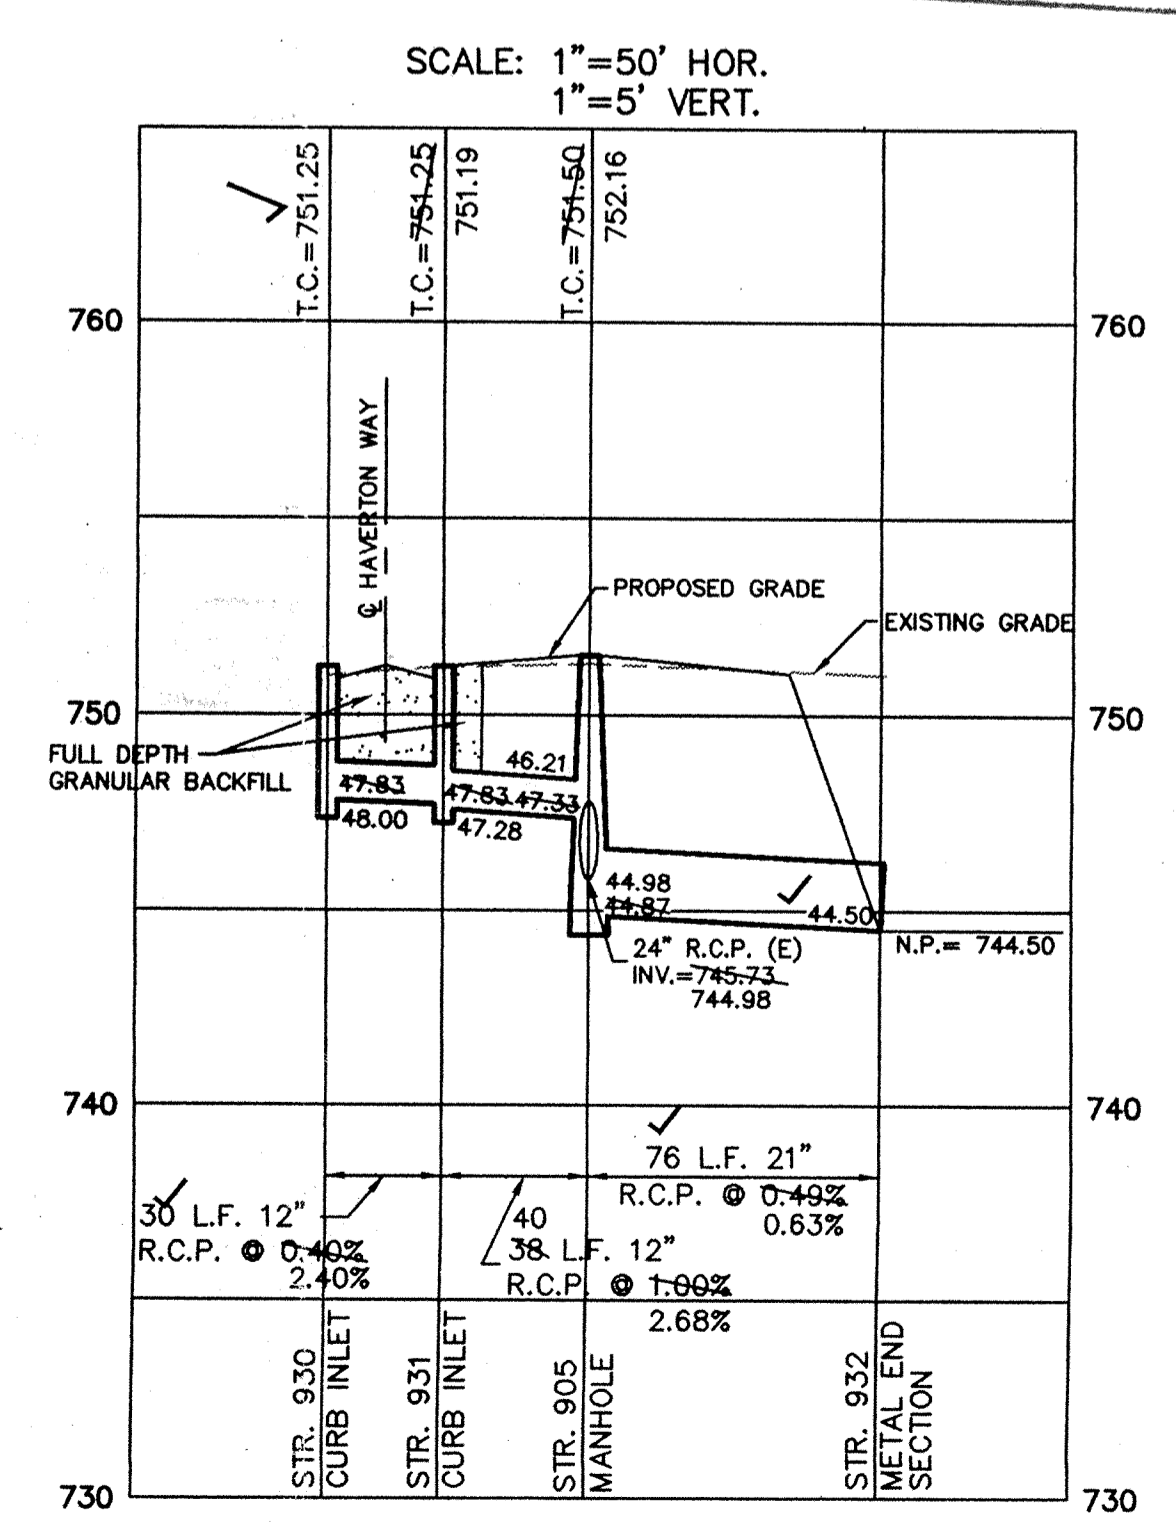 SCALE: 1"=50' HOR.
1"=5' VERT.
T.C.=751.25
T.C.=751.25
751.19
T.C.=751.50
752.16
760
760
℄ HAVERTON WAY
PROPOSED GRADE
EXISTING GRADE
750
750
FULL DEPTH
GRANULAR BACKFILL
46.21
47.83
47.83 47.33
48.00
47.28
44.98
44.87
44.50
24" R.C.P. (E)
INV.=745.73
744.98
N.P.= 744.50
740
740
76 L.F. 21"
R.C.P. @ 0.49%
0.63%
30 L.F. 12"
R.C.P. @ 0.40%
2.40%
40
38 L.F. 12"
R.C.P. @ 1.00%
2.68%
STR. 930
CURB INLET
STR. 931
CURB INLET
STR. 905
MANHOLE
STR. 932
METAL END
SECTION
730
730